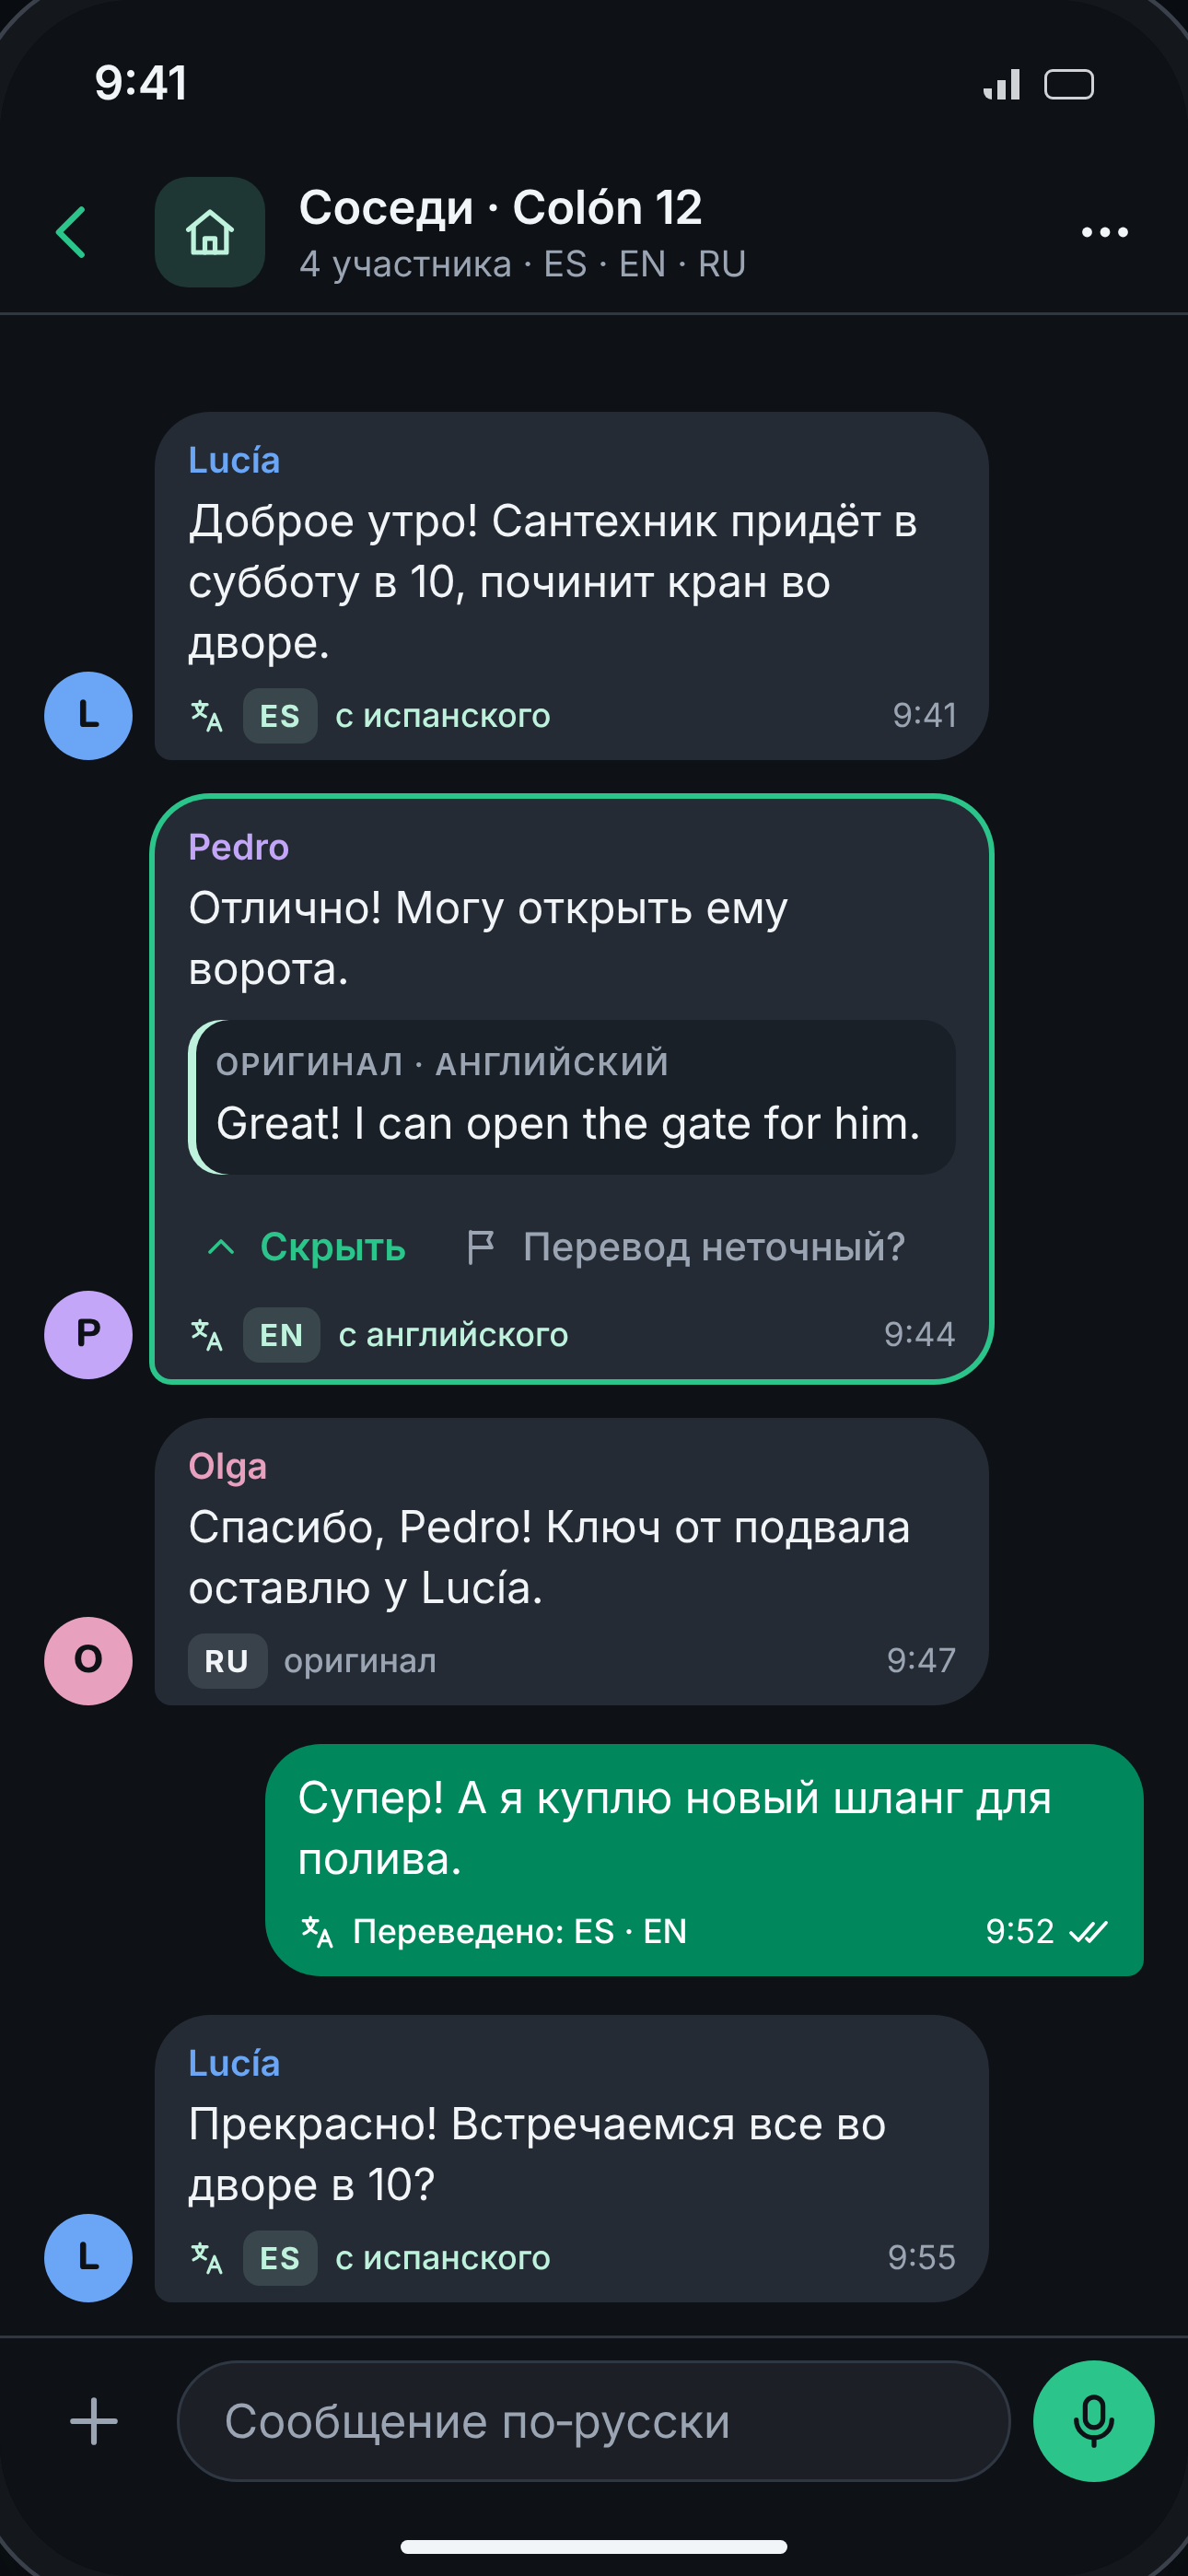 9:41
Соседи · Colón 12
4 участника · ES · EN · RU
Lucía
Доброе утро! Сантехник придёт в
субботу в 10, починит кран во
дворе.
L
ES с испанского 9:41
Pedro
Отлично! Могу открыть ему
ворота.
ОРИГИНАЛ · АНГЛИЙСКИЙ
Great! I can open the gate for him.
Скрыть Перевод неточный?
P
EN с английского 9:44
Olga
Спасибо, Pedro! Ключ от подвала
оставлю у Lucía.
O
RU оригинал 9:47
Супер! А я куплю новый шланг для
полива.
Переведено: ES · EN 9:52
Lucía
Прекрасно! Встречаемся все во
дворе в 10?
L
ES с испанского 9:55
Сообщение по-русски